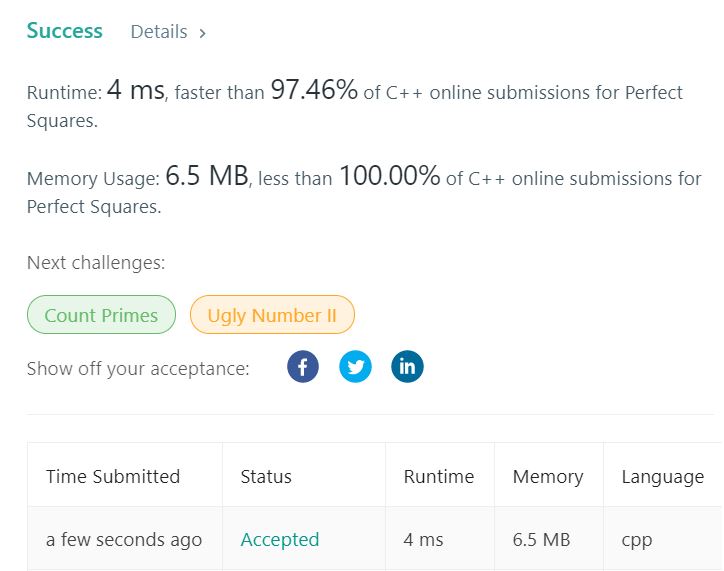 Success Details >
Runtime: 4 ms, faster than 97.46% of C++ online submissions for Perfect
Squares.
Memory Usage: 6.5 MB, less than 100.00% of C++ online submissions for
Perfect Squares.
Next challenges:
Count Primes Ugly Number II
Show off your acceptance: f in
Time Submitted Status Runtime Memory Language
a few seconds ago Accepted 4 ms 6.5 MB cpp